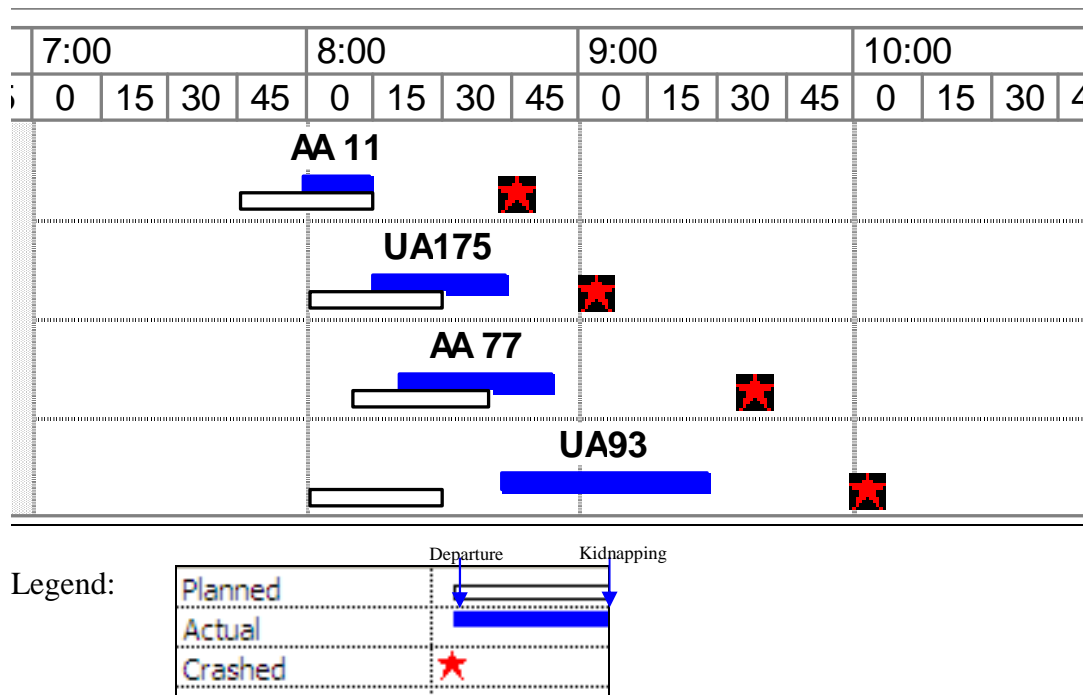 7:00 8:00 9:00 10:00
0 15 30 45 0 15 30 45 0 15 30 45 0 15 30
AA 11
UA175
AA 77
UA93
Departure Kidnapping
Legend:
Planned
Actual
Crashed